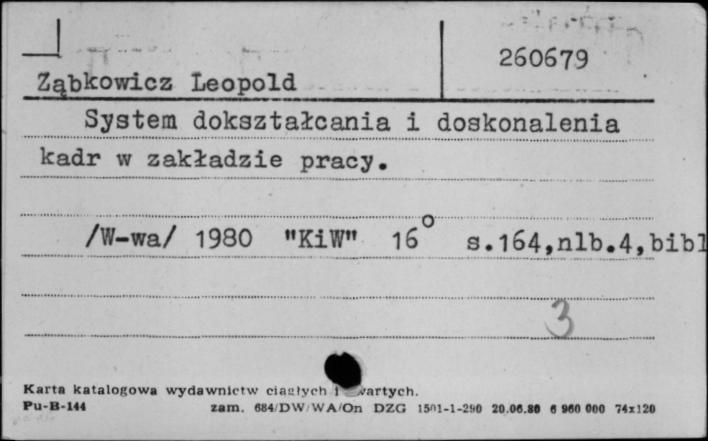 260679
Ząbkowicz Leopold
System dokształcania i doskonalenia
kadr w zakładzie pracy.
/W-wa/ 1980 "KiW" 16° s.164,nlb.4,bibl
3
Karta katalogowa wydawnictw ciągłych i zwartych.
Pu-B-144 zam. 684/DW/WA/On DZG 1501-1-290 20.06.80 6 960 000 74x120